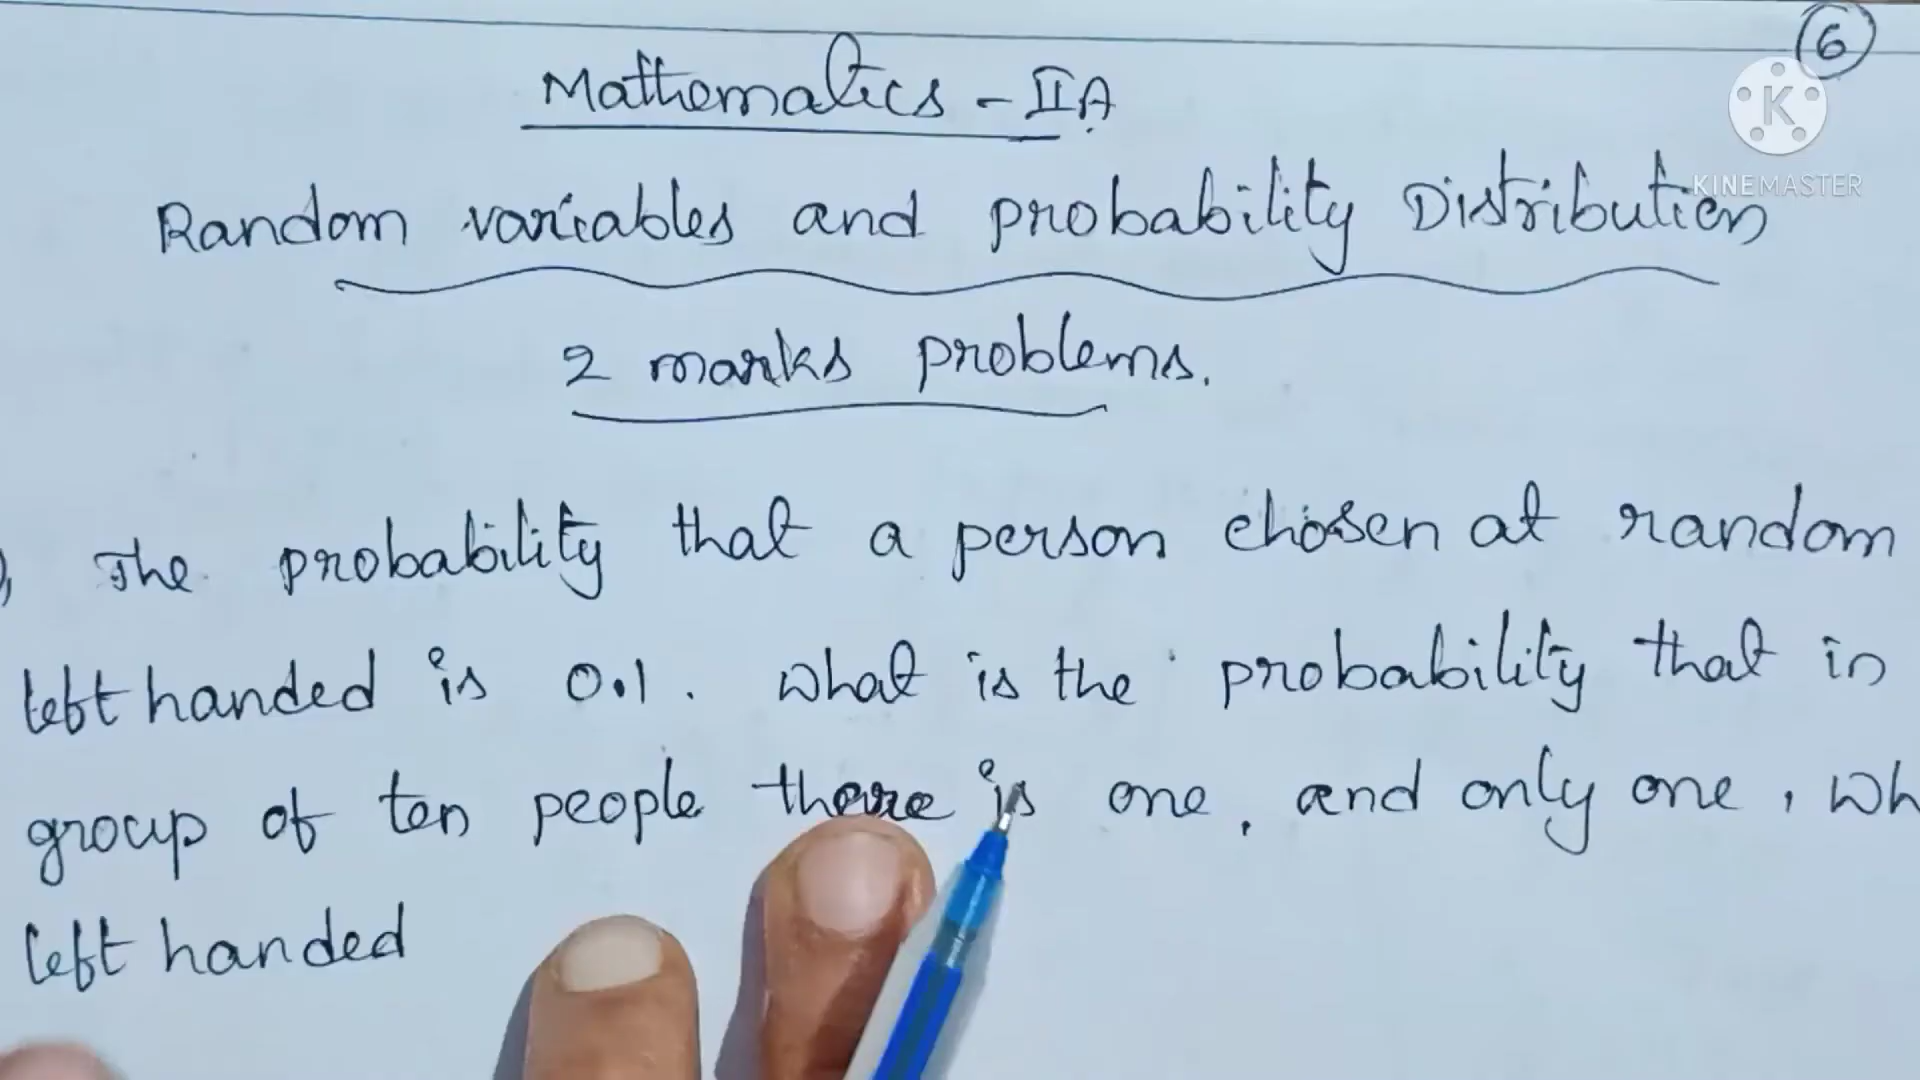 6
Mathematics - IIA
K
KINEMASTER
Random variables and probability Distribution
2 marks problems.
The probability that a person chosen at random
left handed is 0.1. What is the probability that in
group of ten people there is one, and only one, wh
left handed